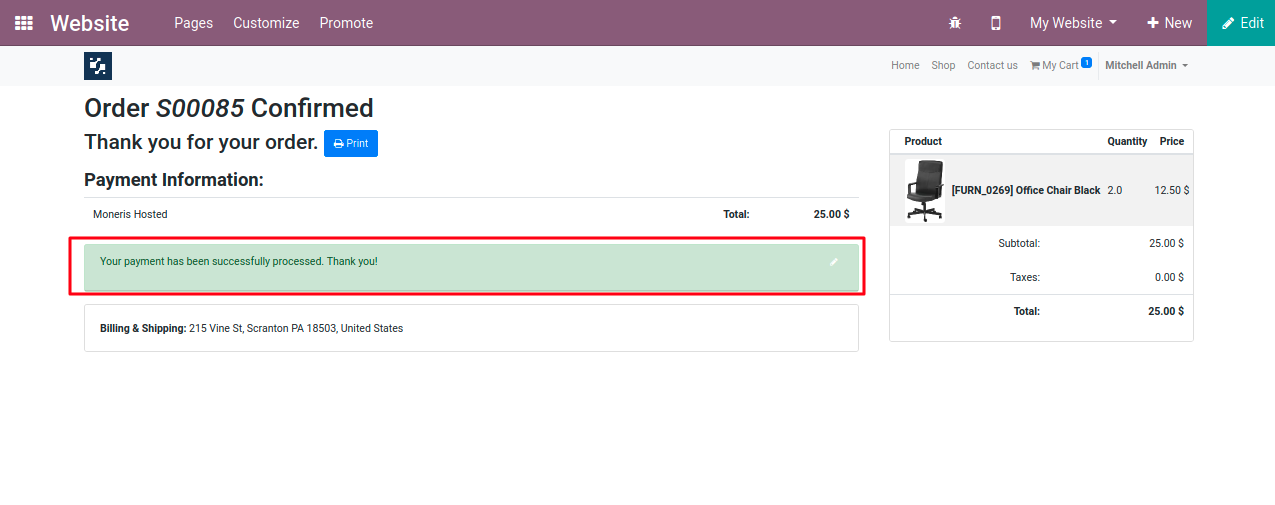 Website Pages Customize Promote My Website + New Edit
Home Shop Contact us My Cart 1 Mitchell Admin
Order S00085 Confirmed
Thank you for your order. Print
Payment Information:
Moneris Hosted Total: 25.00 $
Your payment has been successfully processed. Thank you!
Billing & Shipping: 215 Vine St, Scranton PA 18503, United States
Product Quantity Price
[FURN_0269] Office Chair Black 2.0 12.50 $
Subtotal: 25.00 $
Taxes: 0.00 $
Total: 25.00 $